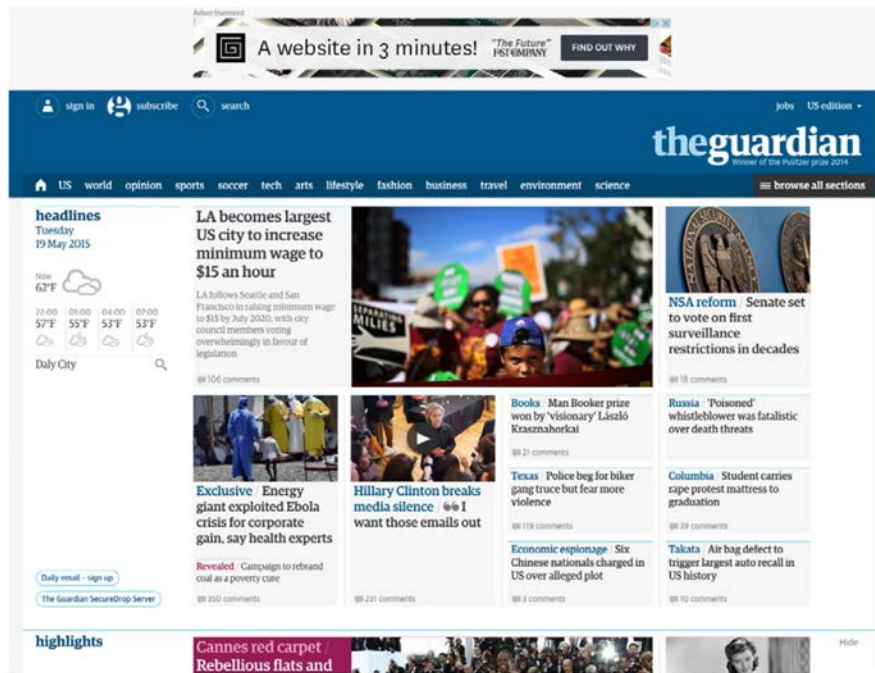 Advertisement
A website in 3 minutes!
"The Future"
FAST COMPANY
FIND OUT WHY
sign in
subscribe
search
jobs
US edition
theguardian
Winner of the Pulitzer prize 2014
US world opinion sports soccer tech arts lifestyle fashion business travel environment science
browse all sections
headlines
Tuesday
19 May 2015
Now
62°F
22:00 01:00 04:00 07:00
57°F 55°F 53°F 53°F
Daly City
Daily email - sign up
The Guardian SecureDrop Server
LA becomes largest
US city to increase
minimum wage to
$15 an hour
LA follows Seattle and San
Francisco in raising minimum wage
to $15 by July 2020, with city
council members voting
overwhelmingly in favour of
legislation
106 comments
SEPARATING
FAMILIES
NSA reform / Senate set
to vote on first
surveillance
restrictions in decades
18 comments
Exclusive / Energy
giant exploited Ebola
crisis for corporate
gain, say health experts
Revealed / Campaign to rebrand
coal as a poverty cure
350 comments
Hillary Clinton breaks
media silence / “ I
want those emails out
231 comments
Books / Man Booker prize
won by 'visionary' László
Krasznahorkai
21 comments
Texas / Police beg for biker
gang truce but fear more
violence
119 comments
Economic espionage / Six
Chinese nationals charged in
US over alleged plot
3 comments
Russia / 'Poisoned'
whistleblower was fatalistic
over death threats
Columbia / Student carries
rape protest mattress to
graduation
39 comments
Takata / Air bag defect to
trigger largest auto recall in
US history
10 comments
highlights
Cannes red carpet /
Rebellious flats and
Hide